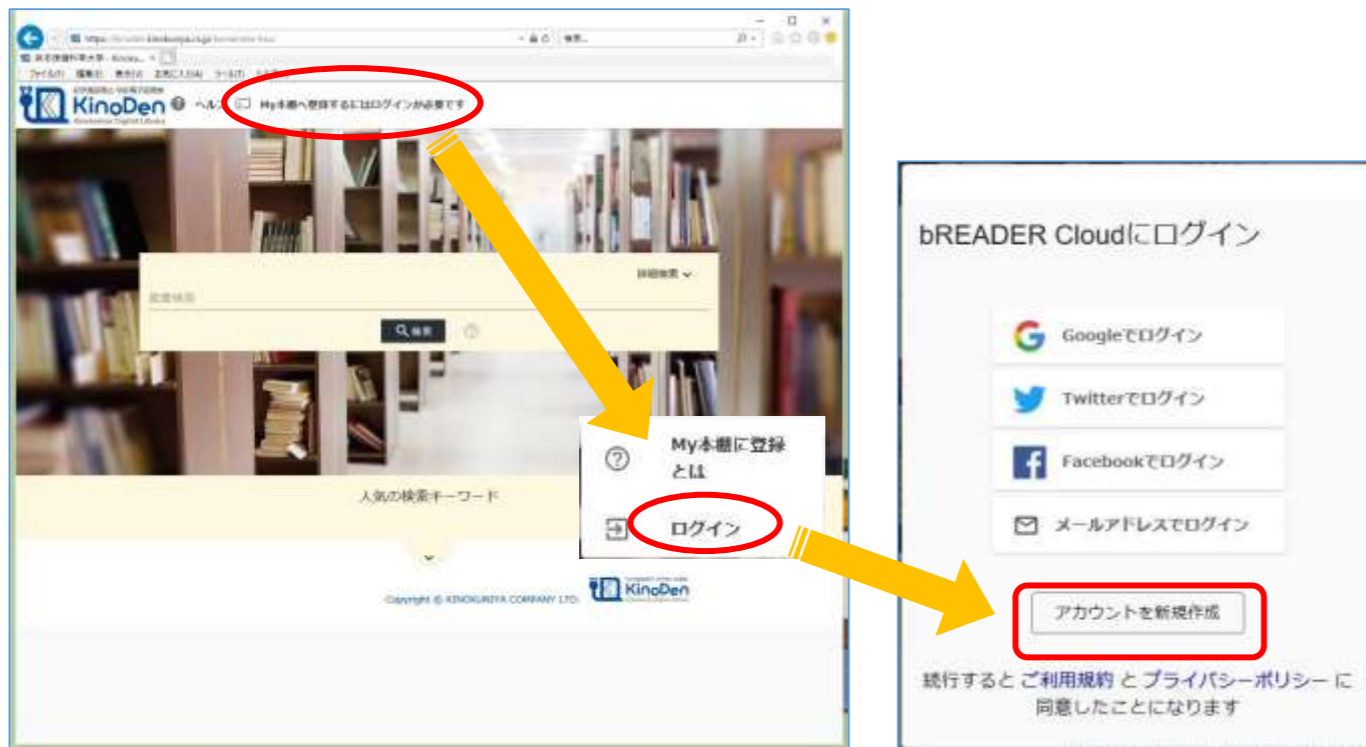 KinoDen
ヘルプ
My本棚へ登録するにはログインが必要です
詳細検索
検索
人気の検索キーワード
Copyright © KINOKUNIYA COMPANY LTD.
KinoDen
My本棚に登録
とは
ログイン
bREADER Cloudにログイン
Googleでログイン
Twitterでログイン
Facebookでログイン
メールアドレスでログイン
アカウントを新規作成
続行すると ご利用規約 と プライバシーポリシー に
同意したことになります